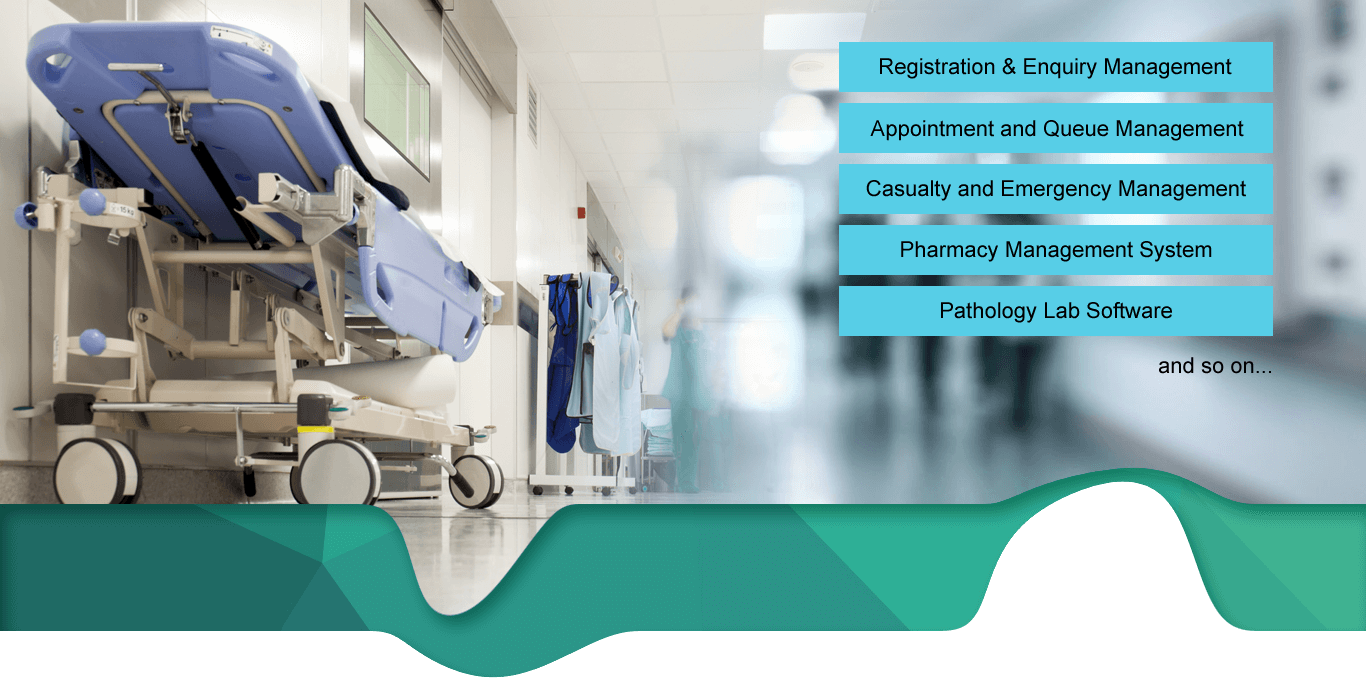 Registration & Enquiry Management
Appointment and Queue Management
Casualty and Emergency Management
Pharmacy Management System
Pathology Lab Software
and so on...